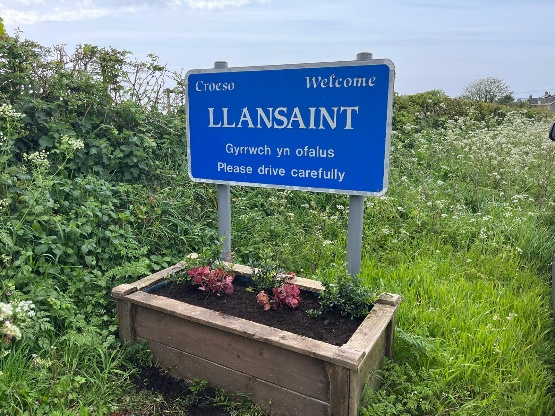 Croeso Welcome
LLANSAINT
Gyrrwch yn ofalus
Please drive carefully